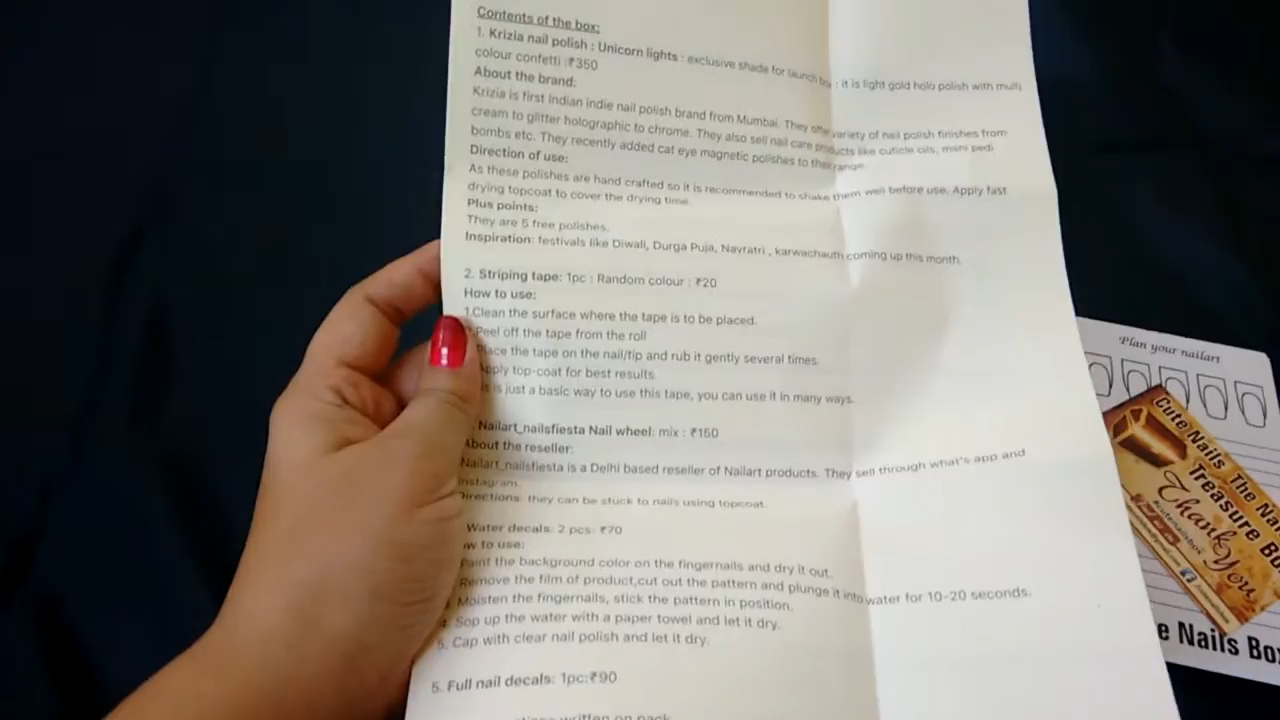 Contents of the box:
1. Krizia nail polish : Unicorn lights : exclusive shade for launch : it is light gold holo polish with multi
colour confetti :₹350
About the brand:
Krizia is first Indian indie nail polish brand from Mumbai. They offer variety of nail polish finishes from
cream to glitter holographic to chrome. They also sell nail care products like cuticle oils, mani pedi
bombs etc. They recently added cat eye magnetic polishes to their range.
Direction of use:
As these polishes are hand crafted so it is recommended to shake them well before use. Apply fast
drying topcoat to cover the drying time.
Plus points:
They are 5 free polishes.
Inspiration: festivals like Diwali, Durga Puja, Navratri , karwachauth coming up this month.
2. Striping tape: 1pc : Random colour : ₹20
How to use:
1.Clean the surface where the tape is to be placed.
Peel off the tape from the roll
Place the tape on the nail/tip and rub it gently several times.
Apply top-coat for best results.
is just a basic way to use this tape, you can use it in many ways.
. Nailart_nailsfiesta Nail wheel: mix : ₹150
About the reseller:
Nailart_nailsfiesta is a Delhi based reseller of Nailart products. They sell through what's app and
instagram.
Directions: they can be stuck to nails using topcoat.
Water decals: 2 pcs: ₹70
ow to use:
Paint the background color on the fingernails and dry it out.
Remove the film of product,cut out the pattern and plunge it into water for 10-20 seconds.
3. Moisten the fingernails, stick the pattern in position.
4. Sop up the water with a paper towel and let it dry.
5. Cap with clear nail polish and let it dry.
5. Full nail decals: 1pc:₹90
written on pack
Plan your nailart
Cute Nails The Nail
Treasure Box
Thank You
#cutenailsbox
e Nails Box